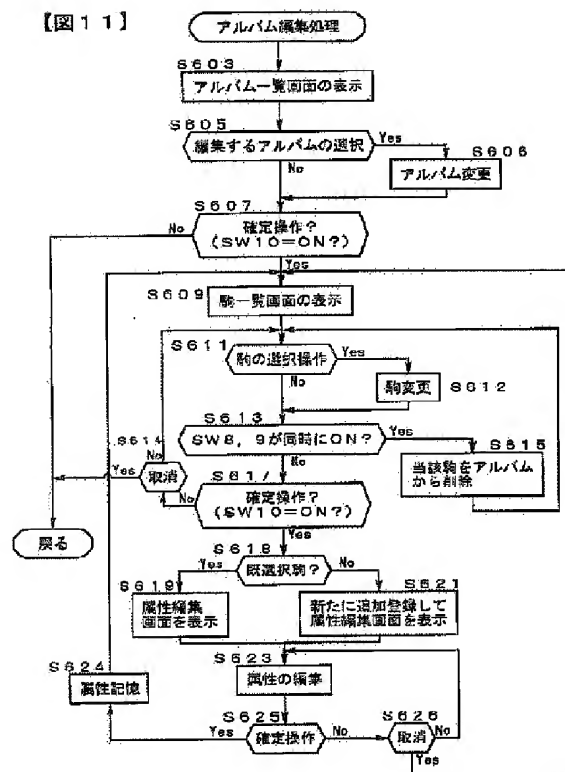 【図11】
アルバム編集処理
S603
アルバム一覧画面の表示
S605
編集するアルバムの選択
Yes
No
S606
アルバム変更
S607
No
確定操作?
(SW10=ON?)
Yes
S609
駒一覧画面の表示
S611
駒の選択操作
Yes
No
駒変更
S612
S613
SW8,9が同時にON?
Yes
No
S614
No
Yes
取消
S615
当該駒をアルバム
から削除
S617
確定操作?
(SW10=ON?)
No
Yes
戻る
S618
既選択駒?
Yes
No
S619
属性編集
画面を表示
S621
新たに追加登録して
属性編集画面を表示
S623
属性の編集
S624
属性記憶
S625
確定操作
Yes
No
S626
取消
No
Yes